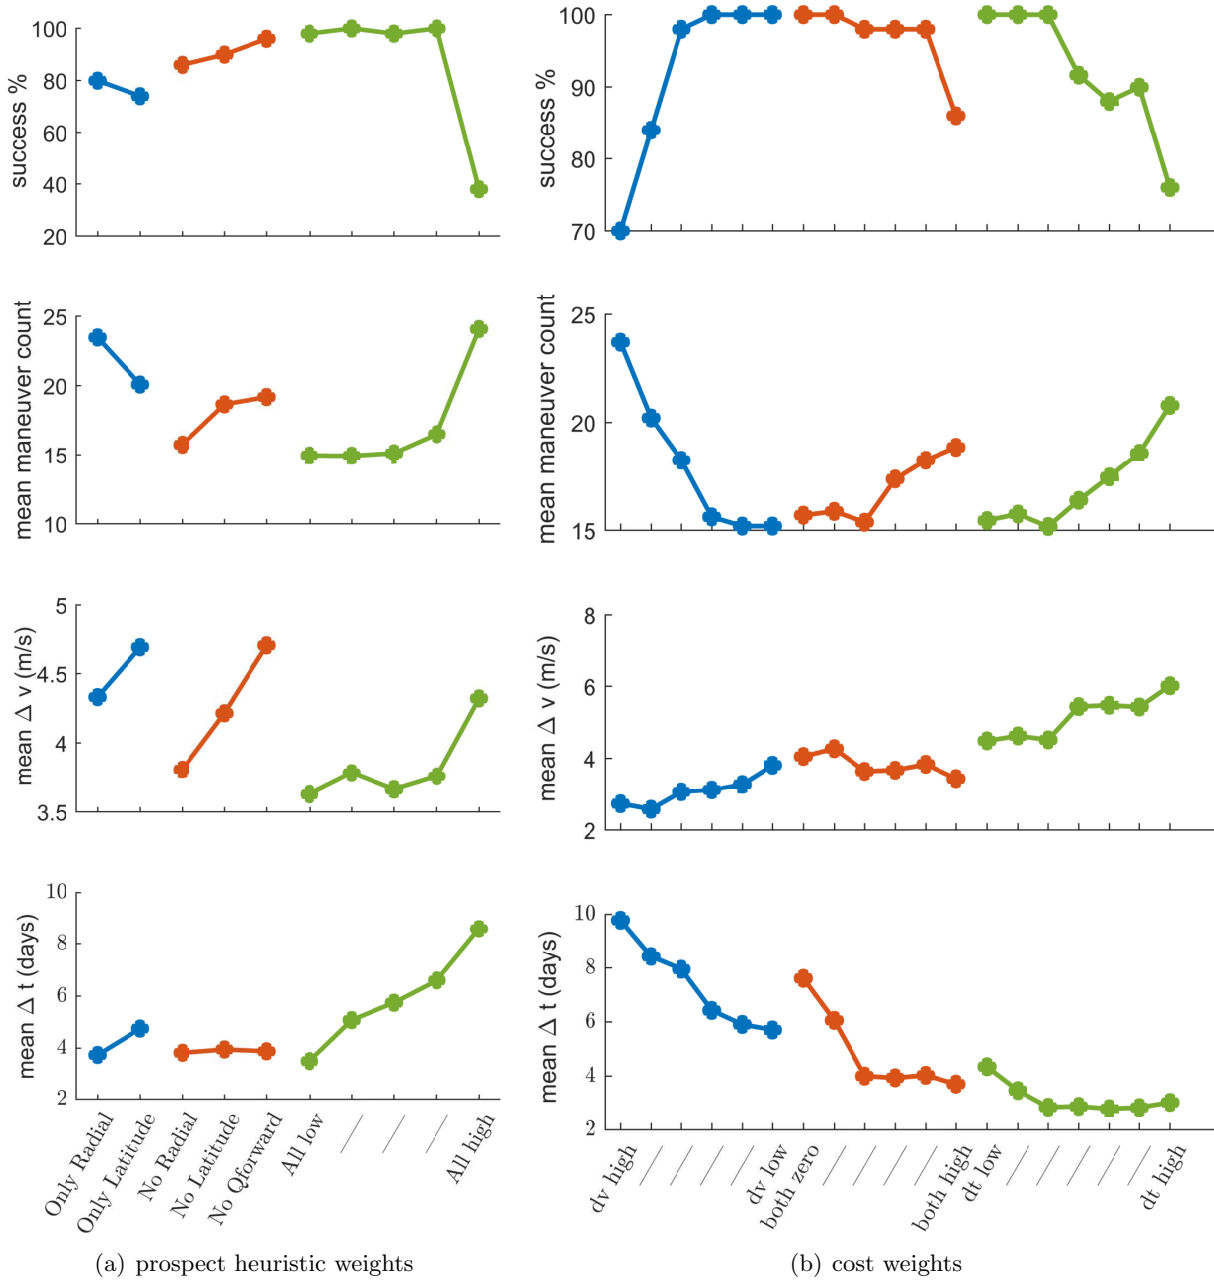 success %
100
80
60
40
20
mean maneuver count
25
20
15
10
mean Δ v (m/s)
5
4.5
4
3.5
mean Δ t (days)
10
8
6
4
2
Only Radial
Only Latitude
No Radial
No Latitude
No Qforward
All low
All high
(a) prospect heuristic weights
success %
100
90
80
70
mean maneuver count
25
20
15
mean Δ v (m/s)
8
6
4
2
mean Δ t (days)
10
8
6
4
2
dv high
dv low
both zero
both high
dt low
dt high
(b) cost weights